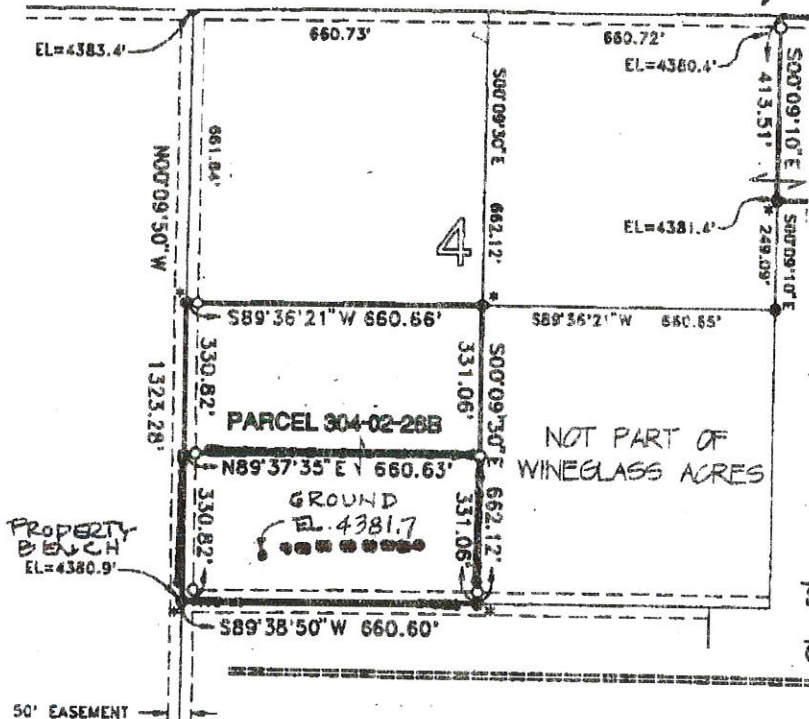 660.73'
660.72'
EL=4383.4'
EL=4380.4'
S00°09'10"E
413.51'
N00°09'50"W
661.84'
S00°09'30"E
662.12'
4
EL=4381.4'
249.09'
S00°09'10"E
S89°36'21"W 660.66'
S89°36'21"W 660.65'
1323.28'
330.82'
331.06'
S00°09'30"E
662.12'
PARCEL 304-02-26B
N89°37'35"E 660.63'
NOT PART OF
WINEGLASS ACRES
GROUND
EL. 4381.7
330.82'
331.06'
PROPERTY
BENCH
EL=4380.9'
S89°38'50"W 660.60'
50' EASEMENT